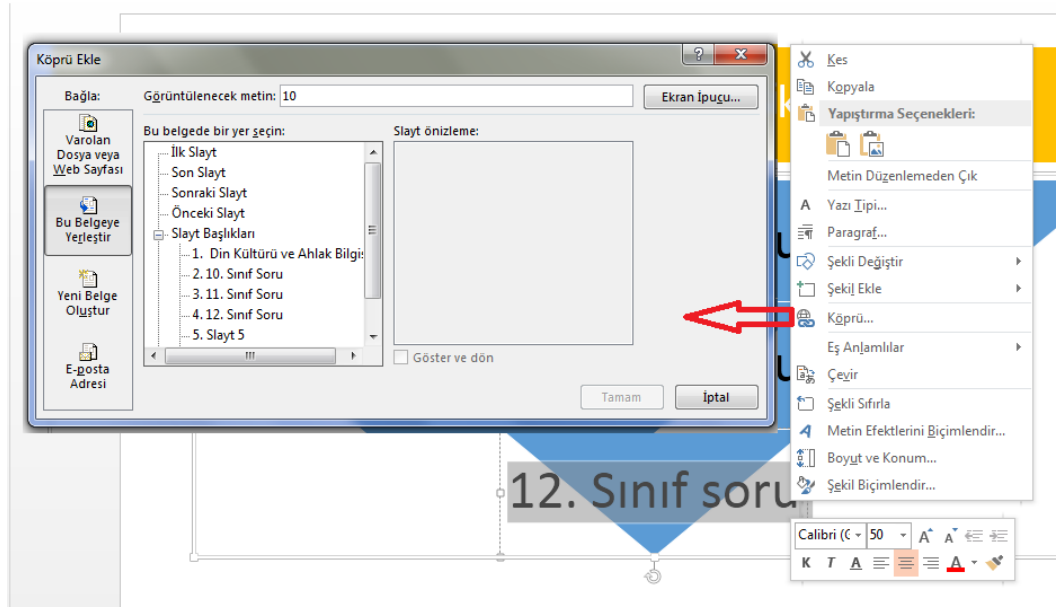 Köprü Ekle
Bağla:
Görüntülenecek metin: 10
Ekran İpucu...
Varolan
Dosya veya
Web Sayfası
Bu Belgeye
Yerleştir
Yeni Belge
Oluştur
E-posta
Adresi
Bu belgede bir yer seçin:
İlk Slayt
Son Slayt
Sonraki Slayt
Önceki Slayt
Slayt Başlıkları
1. Din Kültürü ve Ahlak Bilgis
2. 10. Sınıf Soru
3. 11. Sınıf Soru
4. 12. Sınıf Soru
5. Slayt 5
Slayt önizleme:
Göster ve dön
Tamam
İptal
Kes
Kopyala
Yapıştırma Seçenekleri:
Metin Düzenlemeden Çık
Yazı Tipi...
Paragraf...
Şekli Değiştir
Şekil Ekle
Köprü...
Eş Anlamlılar
Çevir
Şekli Sıfırla
Metin Efektlerini Biçimlendir...
Boyut ve Konum...
Şekil Biçimlendir...
12. Sınıf soru
Calibri (C 50 A A
K T A A